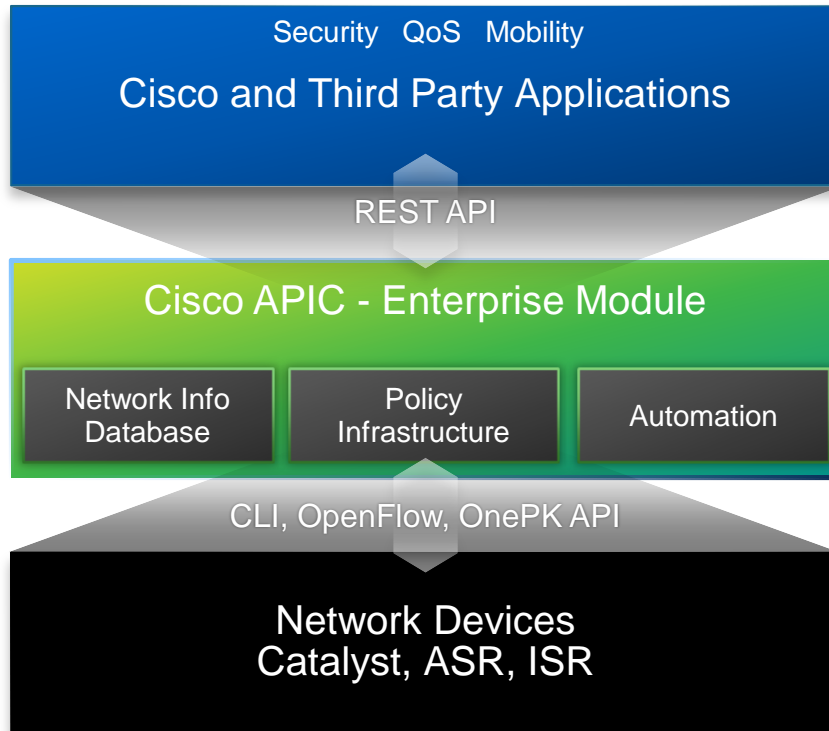 Security QoS Mobility
Cisco and Third Party Applications
REST API
Cisco APIC - Enterprise Module
Network Info
Database
Policy
Infrastructure
Automation
CLI, OpenFlow, OnePK API
Network Devices
Catalyst, ASR, ISR